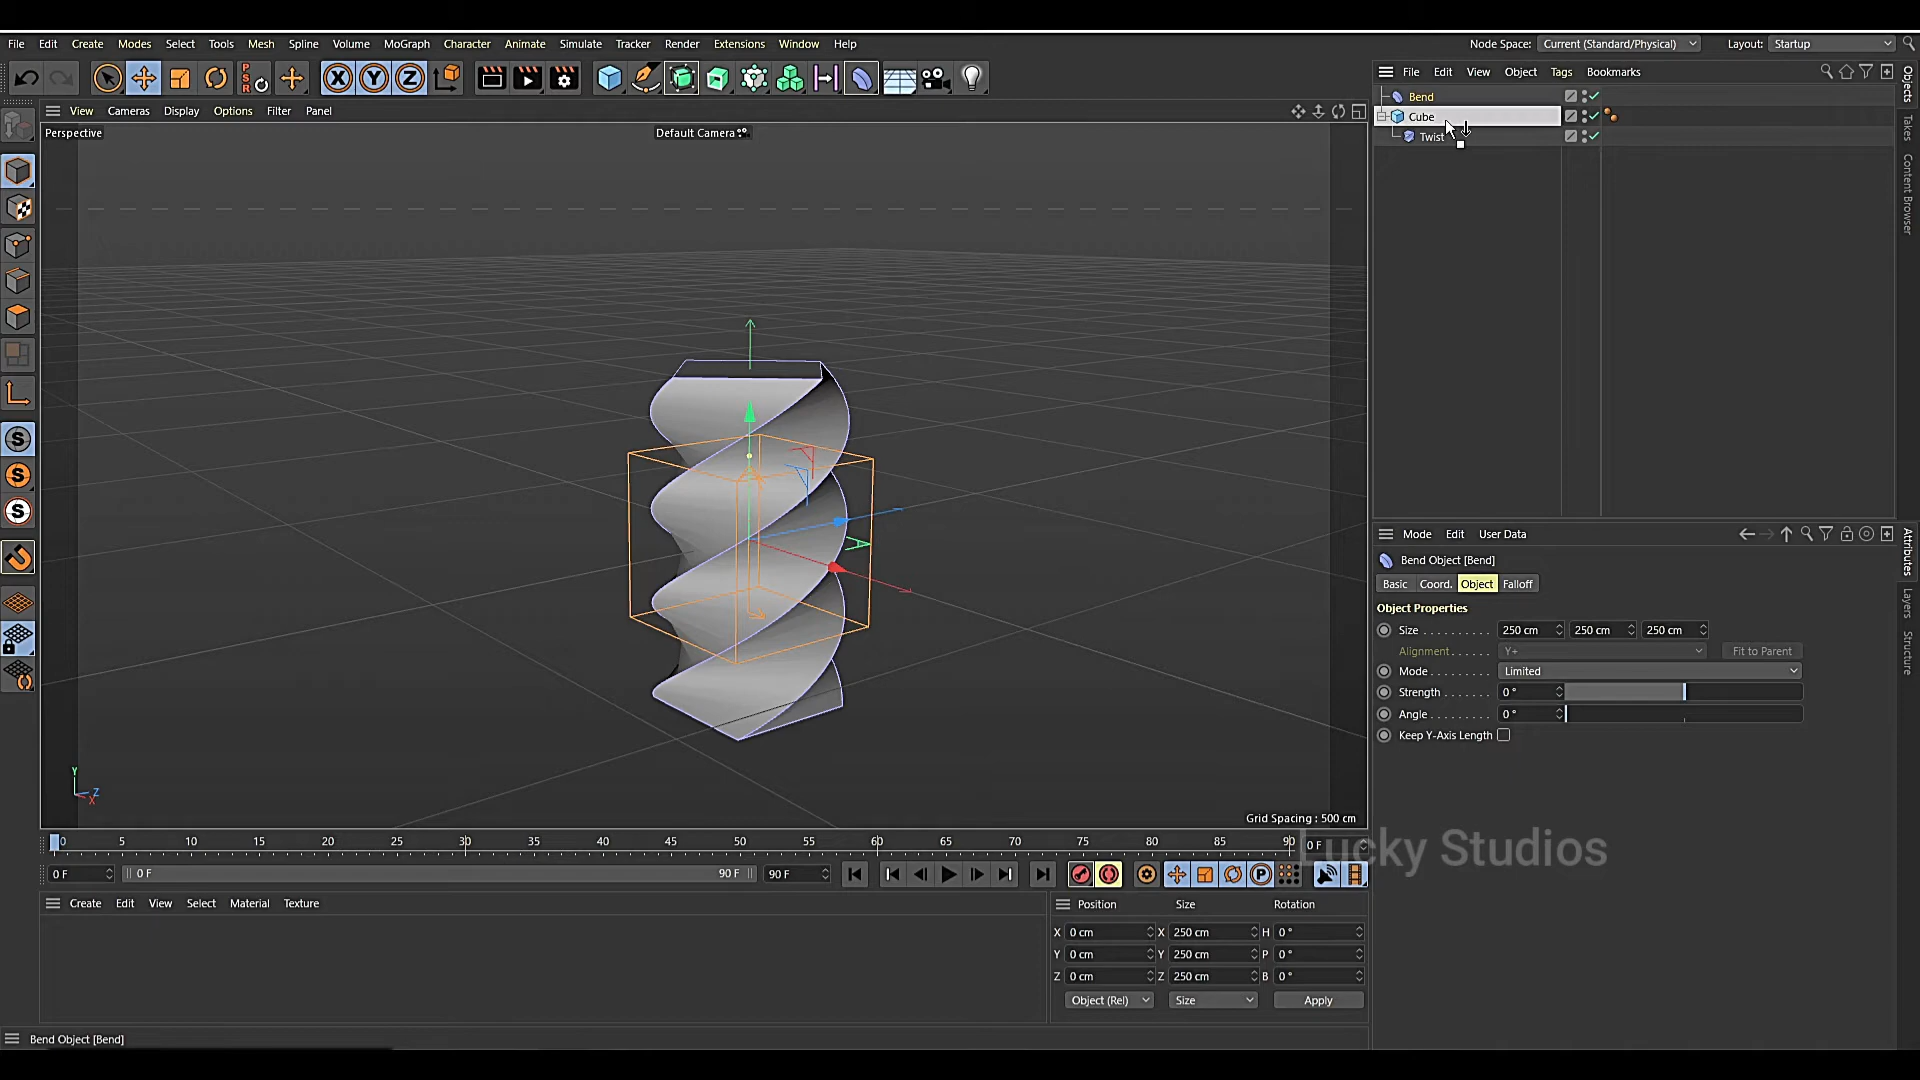 File Edit Create Modes Select Tools Mesh Spline Volume MoGraph Character Animate Simulate Tracker Render Extensions Window Help Node Space: Current (Standard/Physical) Layout: Startup
P S R X Y Z
File Edit View Object Tags Bookmarks
View Cameras Display Options Filter Panel
Perspective
Default Camera
Bend
Cube
Twist
Objects
Takes
Content Browser
S
S
S
Mode Edit User Data
Bend Object [Bend]
Basic Coord. Object Falloff
Object Properties
Size . . . . . . . . . . 250 cm 250 cm 250 cm
Alignment . . . . . . Y+ Fit to Parent
Mode . . . . . . . . . Limited
Strength . . . . . . . 0 °
Angle . . . . . . . . . 0 °
Keep Y-Axis Length
Attributes
Layers
Structure
Y
Z
X
Grid Spacing : 500 cm
0 5 10 15 20 25 30 35 40 45 50 55 60 65 70 75 80 85 90 0 F
Lucky Studios
0 F 0 F 90 F 90 F P
Create Edit View Select Material Texture
Position Size Rotation
X 0 cm X 250 cm H 0 °
Y 0 cm Y 250 cm P 0 °
Z 0 cm Z 250 cm B 0 °
Object (Rel) Size Apply
Bend Object [Bend]